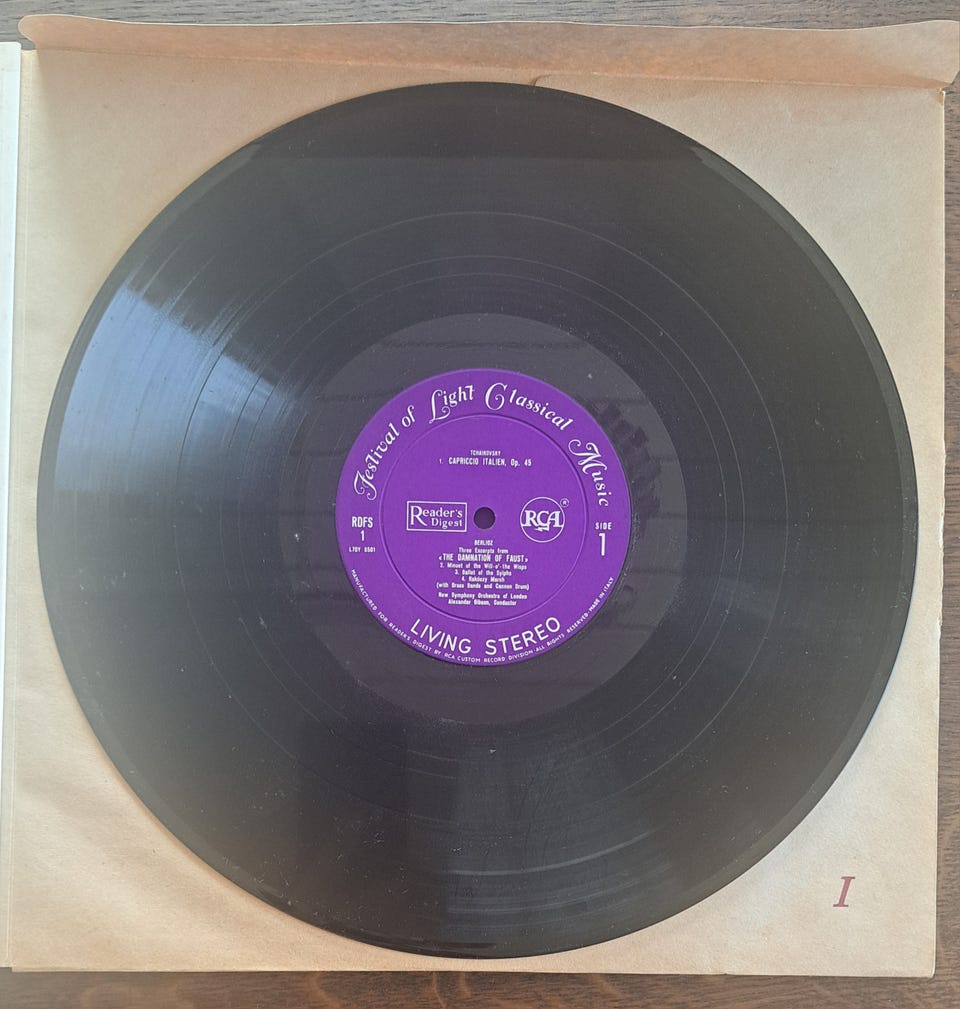 Festival of Light Classical Music
TCHAIKOVSKY
1. CAPRICCIO ITALIEN, Op. 45
RDFS
1
L7OY 8501
Reader's
Digest
RCA
®
SIDE
1
BERLIOZ
Three Excerpts from
«THE DAMNATION OF FAUST»
2. Minuet of the Will-o'-the Wisps
3. Ballet of the Sylphs
4. Rakóczy March
(with Brass Bands and Cannon Drum)
New Symphony Orchestra of London
Alexander Gibson, Conductor
LIVING STEREO
MANUFACTURED FOR READER'S DIGEST BY RCA CUSTOM RECORD DIVISION · ALL RIGHTS RESERVED · MADE IN ITALY
I